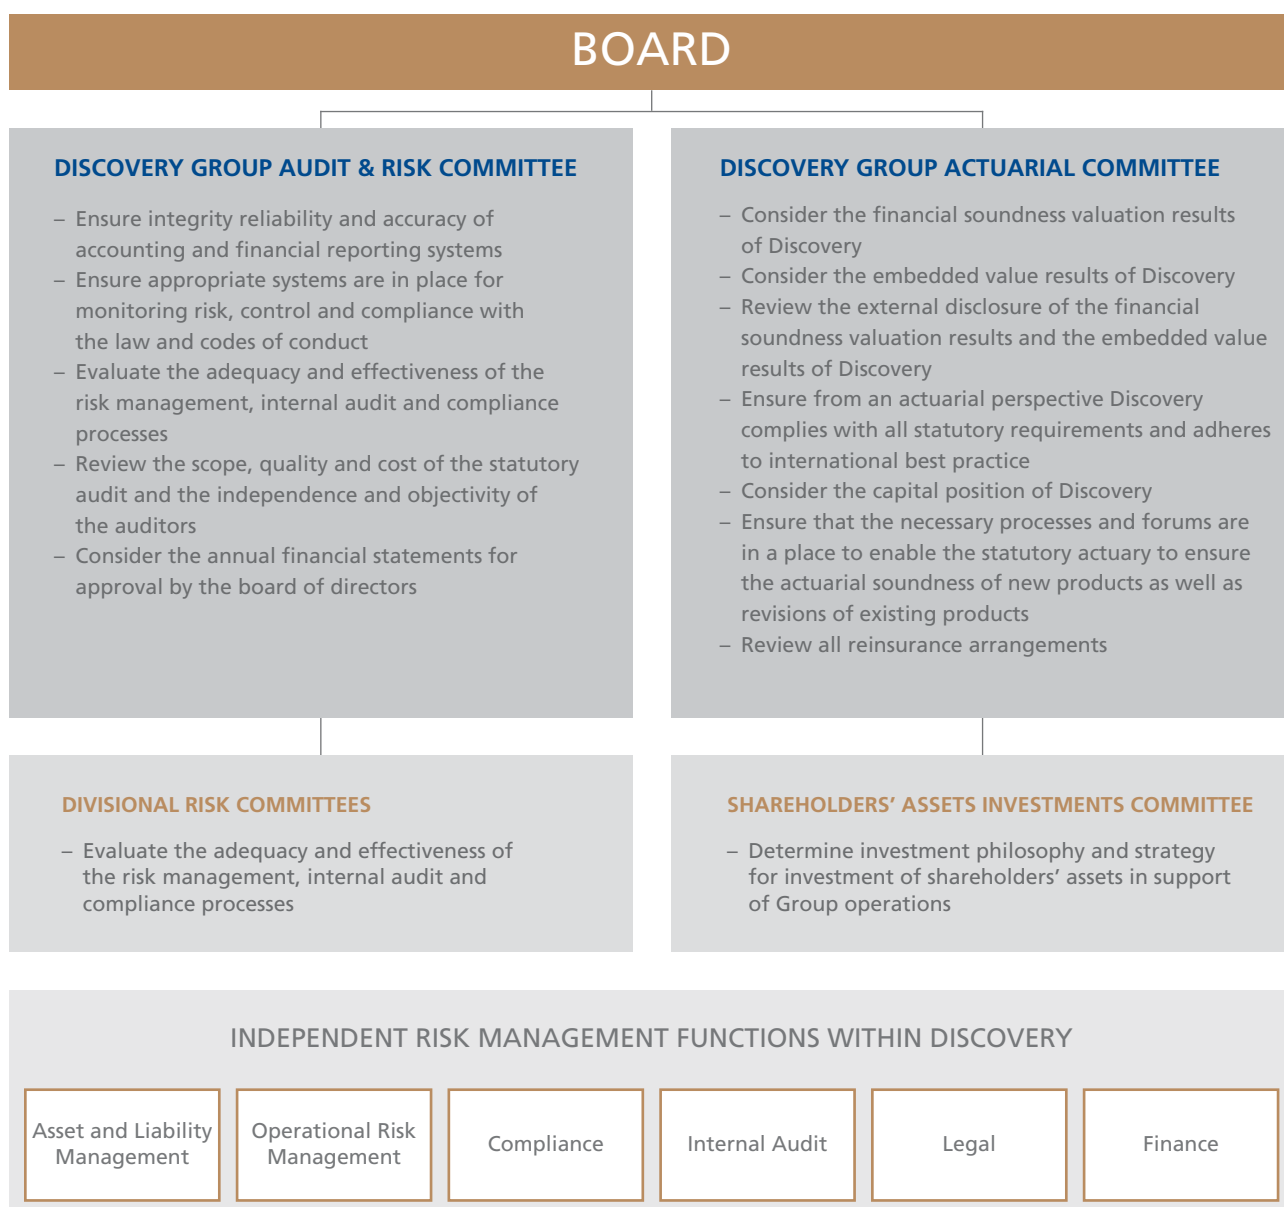 BOARD
DISCOVERY GROUP AUDIT & RISK COMMITTEE
– Ensure integrity reliability and accuracy of
accounting and financial reporting systems
– Ensure appropriate systems are in place for
monitoring risk, control and compliance with
the law and codes of conduct
– Evaluate the adequacy and effectiveness of the
risk management, internal audit and compliance
processes
– Review the scope, quality and cost of the statutory
audit and the independence and objectivity of
the auditors
– Consider the annual financial statements for
approval by the board of directors
DISCOVERY GROUP ACTUARIAL COMMITTEE
– Consider the financial soundness valuation results
of Discovery
– Consider the embedded value results of Discovery
– Review the external disclosure of the financial
soundness valuation results and the embedded value
results of Discovery
– Ensure from an actuarial perspective Discovery
complies with all statutory requirements and adheres
to international best practice
– Consider the capital position of Discovery
– Ensure that the necessary processes and forums are
in a place to enable the statutory actuary to ensure
the actuarial soundness of new products as well as
revisions of existing products
– Review all reinsurance arrangements
DIVISIONAL RISK COMMITTEES
– Evaluate the adequacy and effectiveness of
the risk management, internal audit and
compliance processes
SHAREHOLDERS’ ASSETS INVESTMENTS COMMITTEE
– Determine investment philosophy and strategy
for investment of shareholders’ assets in support
of Group operations
INDEPENDENT RISK MANAGEMENT FUNCTIONS WITHIN DISCOVERY
Asset and Liability
Management
Operational Risk
Management
Compliance
Internal Audit
Legal
Finance